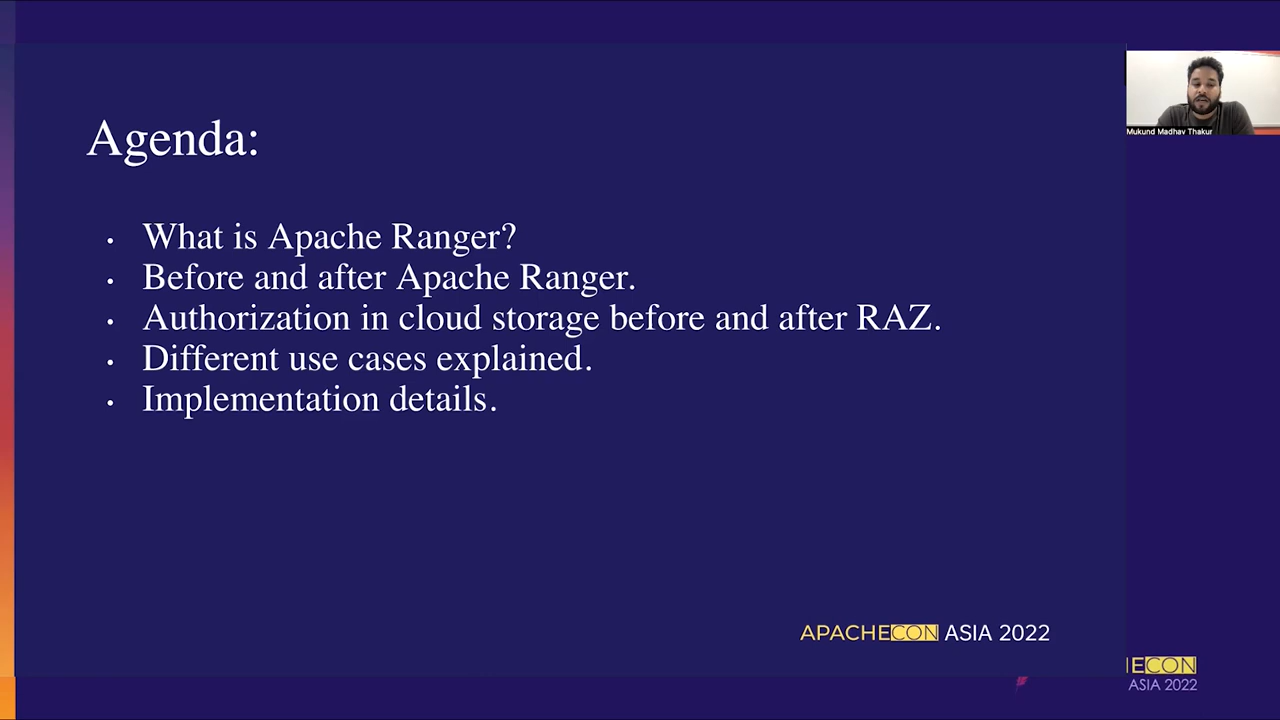 Agenda:
• What is Apache Ranger?
• Before and after Apache Ranger.
• Authorization in cloud storage before and after RAZ.
• Different use cases explained.
• Implementation details.
Mukund Madhav Thakur
APACHECON ASIA 2022
ECON
ASIA 2022